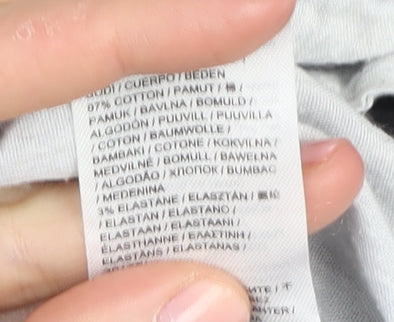 / CUERPO / BEDEN
97% COTTON / PAMUT / 棉 /
PAMUK / BAVLNA / BOMULD /
ALGODÓN / PUUVILL / PUUVILLA
/ COTON / BAUMWOLLE /
BAMBAKI / COTONE / KOKVILNA /
MEDVILNĖ / BOMULL / BAWEŁNA
/ ALGODÃO / ХЛОПОК / BUMBAC
/ MEDENINA
3% ELASTANE / ELASZTÁN /
/ ELASTAN / ELASTANO /
ELASTAAN / ELASTAANI /
ÉLASTHANNE / ΕΛΑΣΤΙΝΗ /
ELASTĀNS / ELASTANAS /